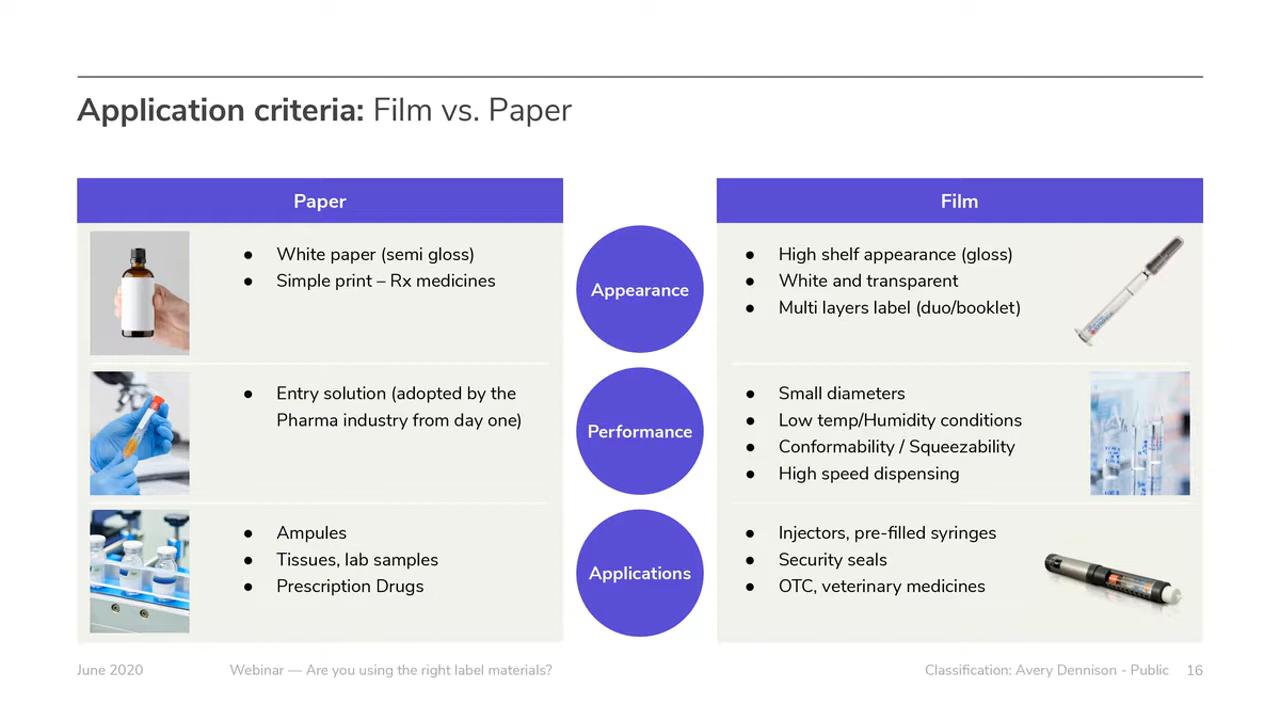 Application criteria: Film vs. Paper
Paper
● White paper (semi gloss)
● Simple print – Rx medicines
● Entry solution (adopted by the
Pharma industry from day one)
● Ampules
● Tissues, lab samples
● Prescription Drugs
Appearance
Performance
Applications
Film
● High shelf appearance (gloss)
● White and transparent
● Multi layers label (duo/booklet)
● Small diameters
● Low temp/Humidity conditions
● Conformability / Squeezability
● High speed dispensing
● Injectors, pre-filled syringes
● Security seals
● OTC, veterinary medicines
June 2020
Webinar — Are you using the right label materials?
Classification: Avery Dennison - Public
16